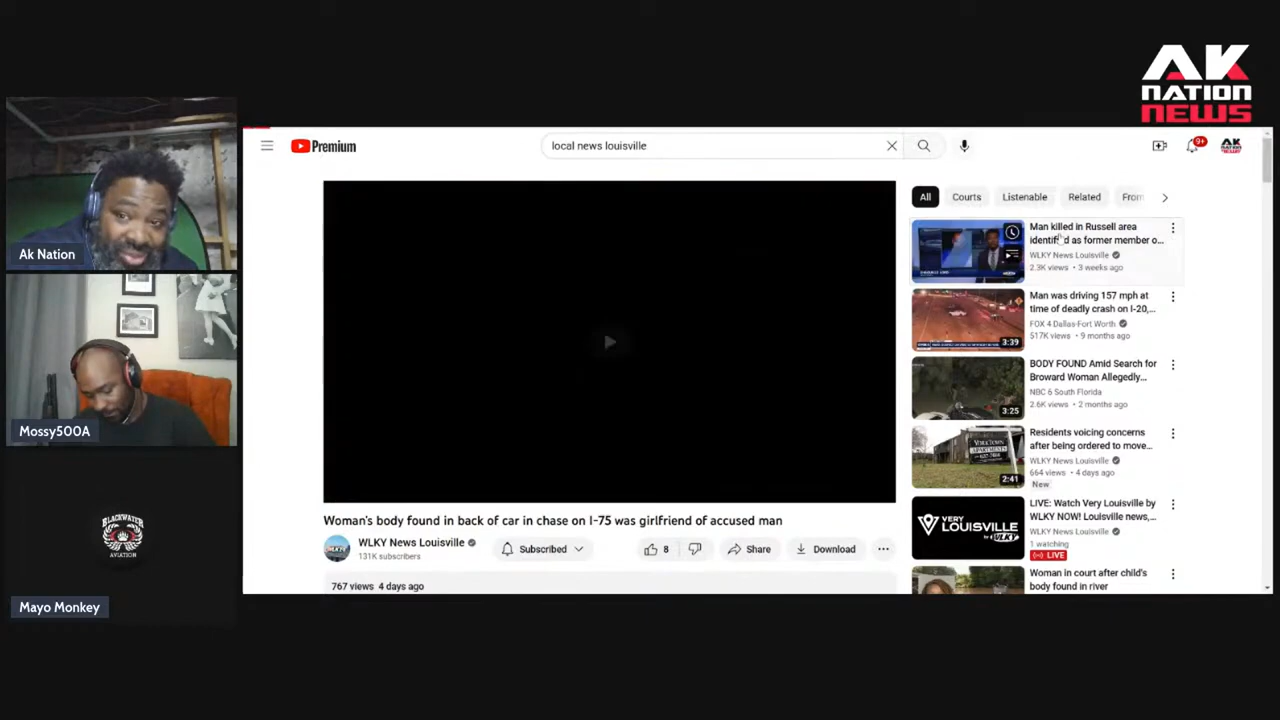 AK
NATION
NEWS
Premium
local news louisville
9+
Ak Nation
Mossy500A
BLACKWATCH
AVIATION
Mayo Monkey
Woman's body found in back of car in chase on I-75 was girlfriend of accused man
WLKY News Louisville
131K subscribers
Subscribed
8
Share
Download
767 views 4 days ago
All
Courts
Listenable
Related
From
Man killed in Russell area
identified as former member o...
WLKY News Louisville
2.3K views • 3 weeks ago
Man was driving 157 mph at
time of deadly crash on I-20,...
FOX 4 Dallas-Fort Worth
517K views • 9 months ago
3:39
BODY FOUND Amid Search for
Broward Woman Allegedly...
NBC 6 South Florida
2.6K views • 2 months ago
3:25
Residents voicing concerns
after being ordered to move...
WLKY News Louisville
664 views • 4 days ago
New
YORKTOWN
APARTMENTS
2:41
LIVE: Watch Very Louisville by
WLKY NOW! Louisville news,...
WLKY News Louisville
1 watching
LIVE
VERY
LOUISVILLE
by WLKY
Woman in court after child's
body found in river